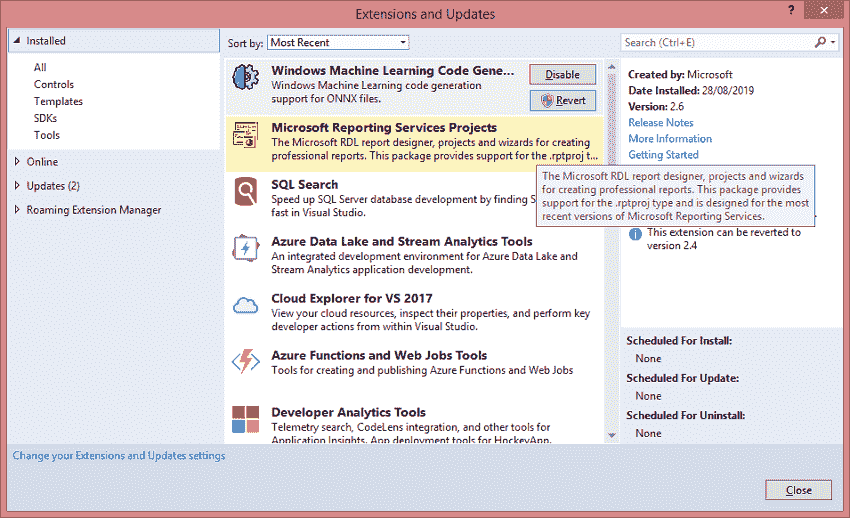 Extensions and Updates
?
Installed
All
Controls
Templates
SDKs
Tools
Online
Updates (2)
Roaming Extension Manager
Sort by: Most Recent
Windows Machine Learning Code Gene...
Windows Machine Learning code generation
support for ONNX files.
Disable
Revert
Microsoft Reporting Services Projects
The Microsoft RDL report designer, projects and wizards for creating
professional reports. This package provides support for the .rptproj t...
SQL Search
Speed up SQL Server database development by finding S
fast in Visual Studio.
Azure Data Lake and Stream Analytics Tools
An integrated development environment for Azure Data Lake and
Stream Analytics application development.
Cloud Explorer for VS 2017
View your cloud resources, inspect their properties, and perform key
developer actions from within Visual Studio.
Azure Functions and Web Jobs Tools
Tools for creating and publishing Azure Functions and Web Jobs
Developer Analytics Tools
Telemetry search, CodeLens integration, and other tools for
Application Insights. App deployment tools for HockeyApp.
Search (Ctrl+E)
Created by: Microsoft
Date Installed: 28/08/2019
Version: 2.6
Release Notes
More Information
Getting Started
The Microsoft RDL report designer, projects and wizards
for creating professional reports. This package provides
support for the .rptproj type and is designed for the most
recent versions of Microsoft Reporting Services.
This extension can be reverted to
version 2.4
Scheduled For Install:
None
Scheduled For Update:
None
Scheduled For Uninstall:
None
Change your Extensions and Updates settings
Close